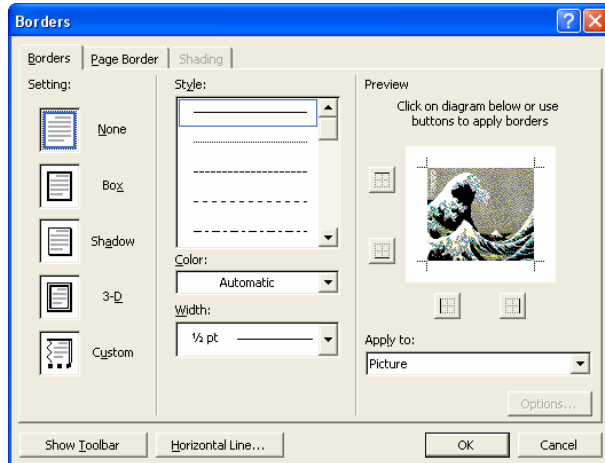 Borders
Borders Page Border Shading
Setting:
None
Box
Shadow
3-D
Custom
Style:
Color:
Automatic
Width:
½ pt
Preview
Click on diagram below or use
buttons to apply borders
Apply to:
Picture
Options...
Show Toolbar Horizontal Line... OK Cancel